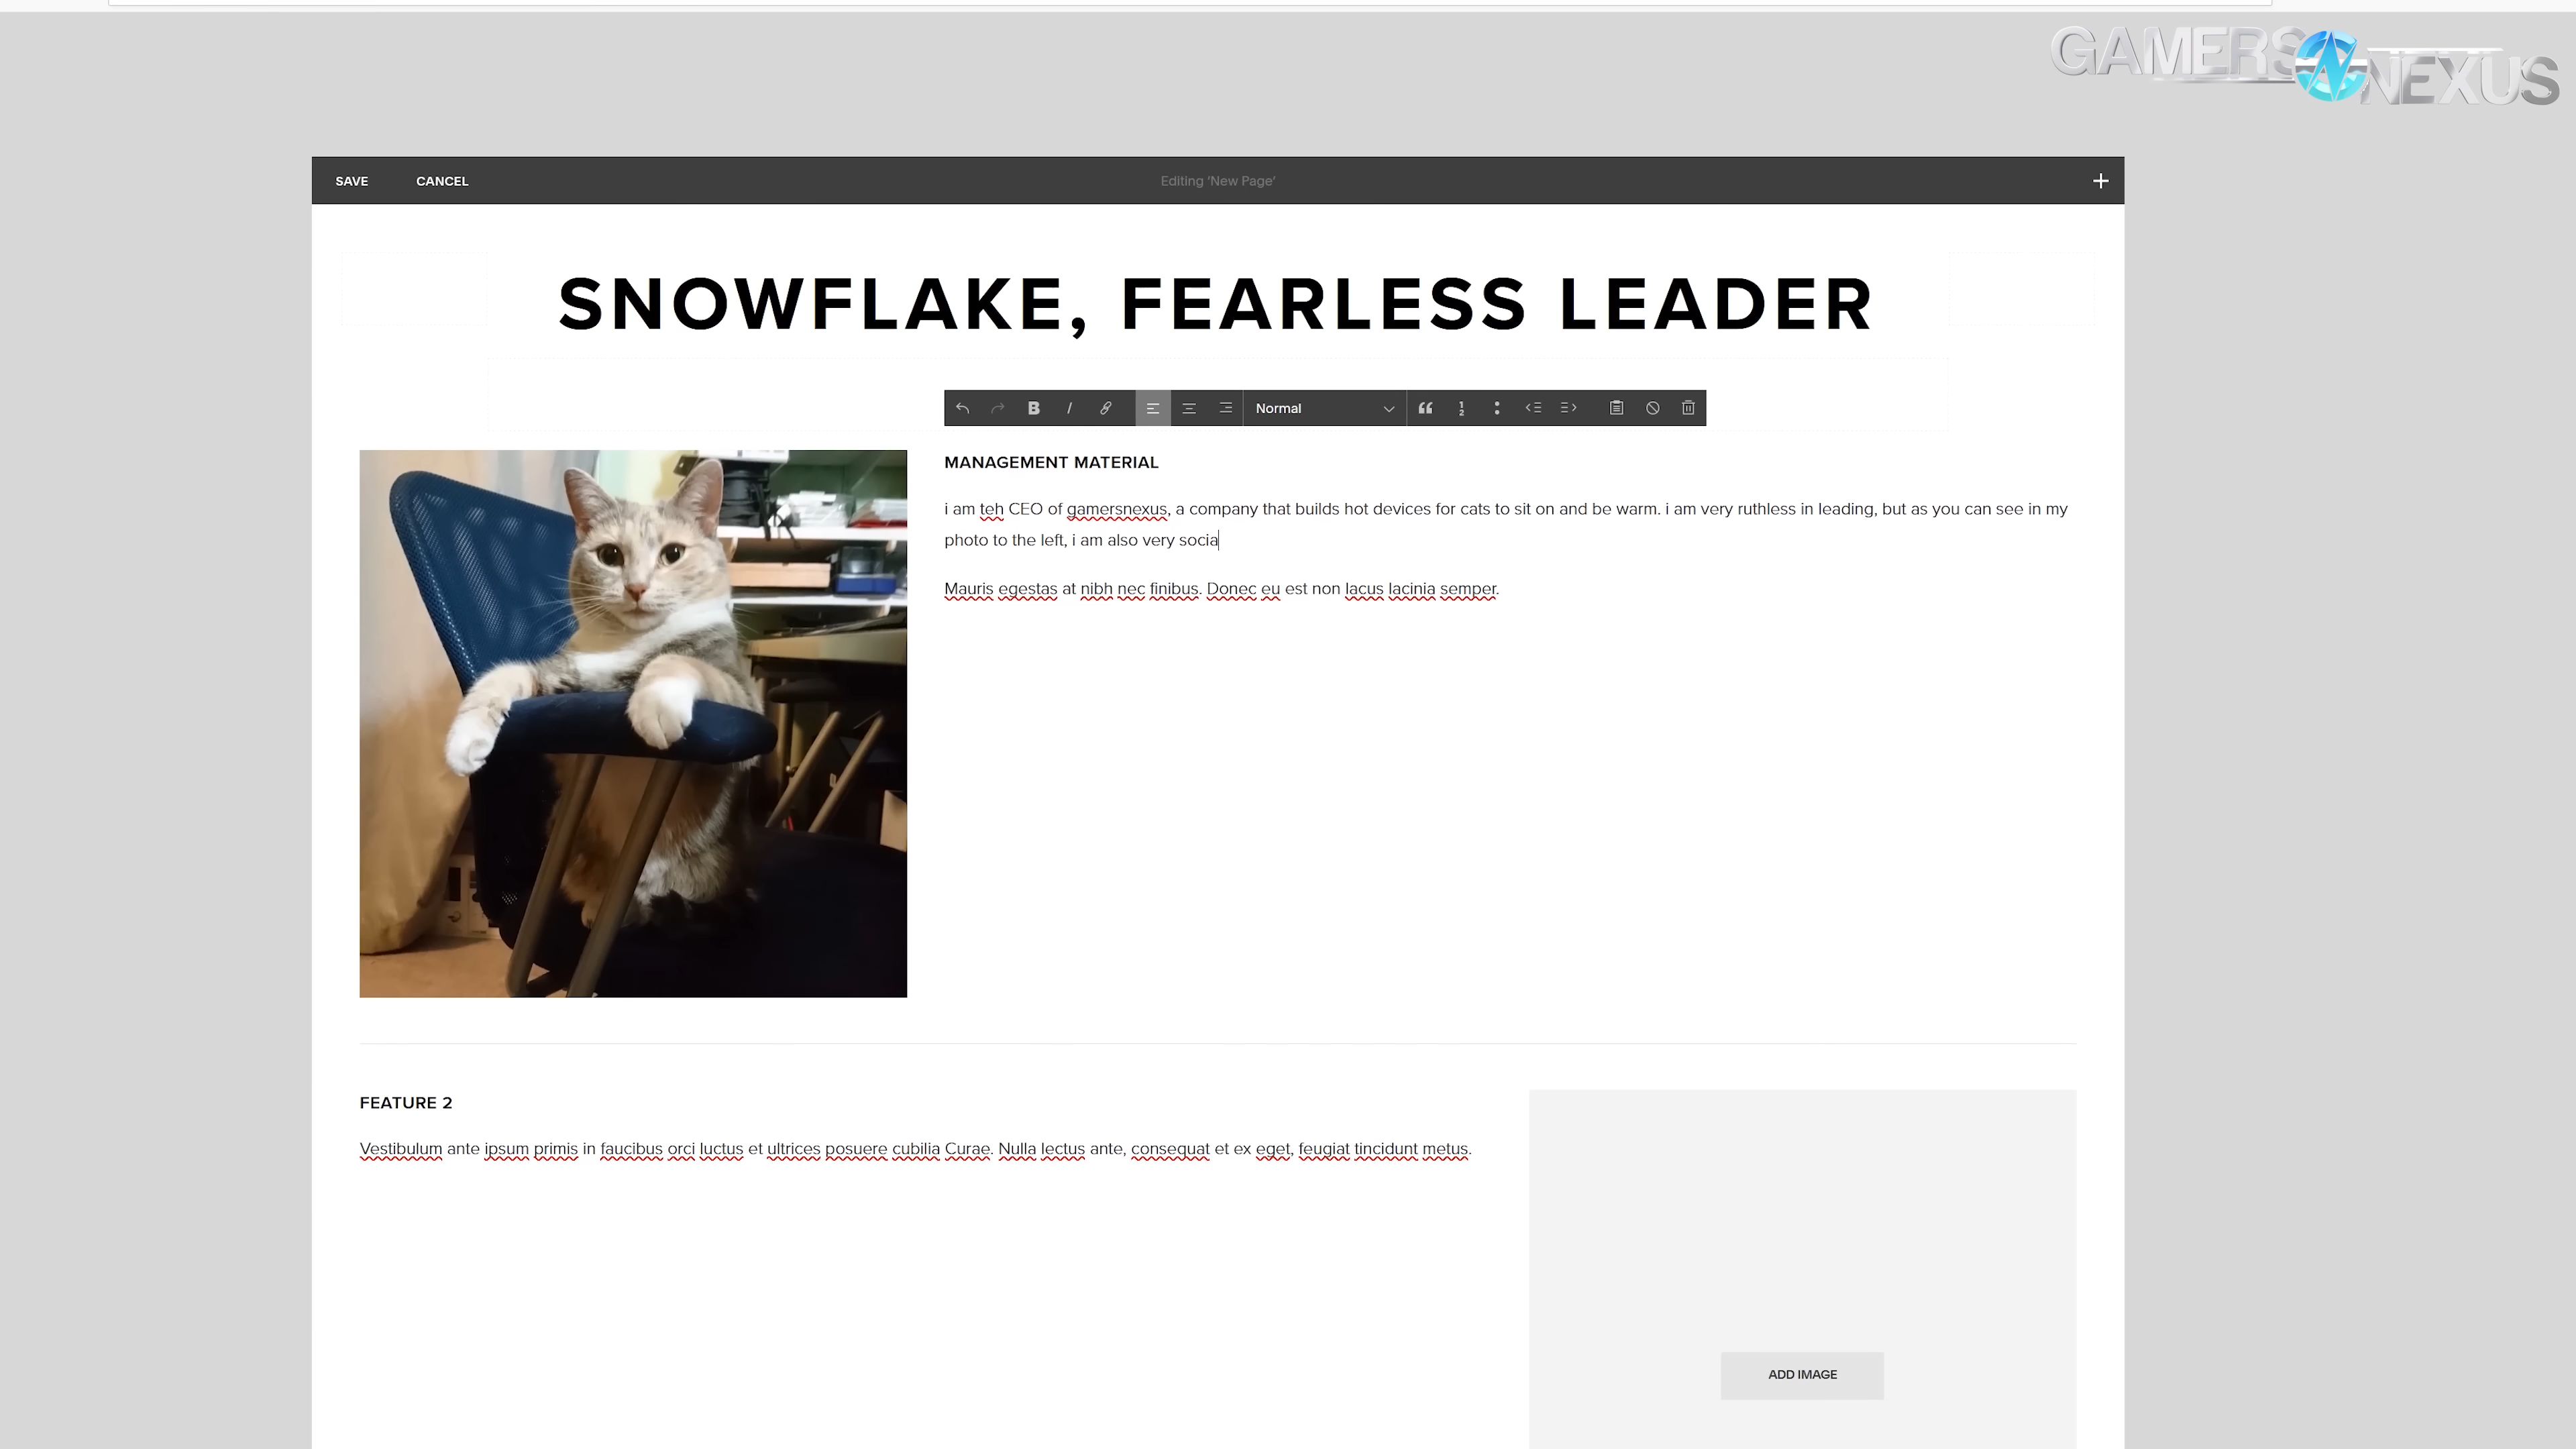 GAMERS NEXUS
SAVE CANCEL Editing 'New Page' +
SNOWFLAKE, FEARLESS LEADER
B I Normal
MANAGEMENT MATERIAL
i am teh CEO of gamersnexus, a company that builds hot devices for cats to sit on and be warm. i am very ruthless in leading, but as you can see in my
photo to the left, i am also very socia
Mauris egestas at nibh nec finibus. Donec eu est non lacus lacinia semper.
FEATURE 2
Vestibulum ante ipsum primis in faucibus orci luctus et ultrices posuere cubilia Curae. Nulla lectus ante, consequat et ex eget, feugiat tincidunt metus.
ADD IMAGE